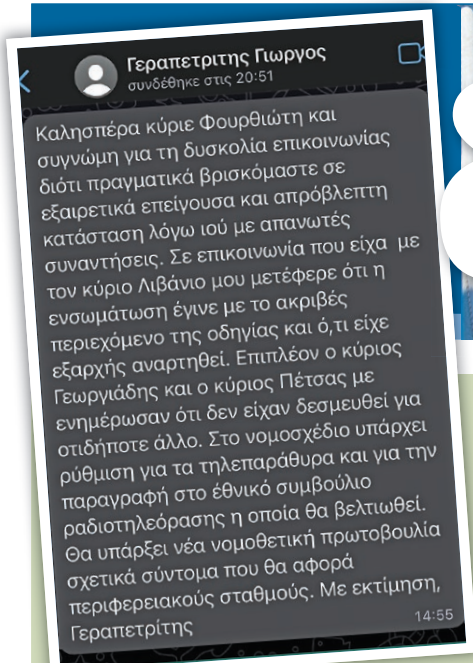 Γεραπετριτης Γιωργος
συνδέθηκε στις 20:51
Καλησπέρα κύριε Φουρθιώτη και
συγνώμη για τη δυσκολία επικοινωνίας
διότι πραγματικά βρισκόμαστε σε
εξαιρετικά επείγουσα και απρόβλεπτη
κατάσταση λόγω ιού με απανωτές
συναντήσεις. Σε επικοινωνία που είχα με
τον κύριο Λιβάνιο μου μετέφερε ότι η
ενσωμάτωση έγινε με το ακριβές
περιεχόμενο της οδηγίας και ό,τι είχε
εξαρχής αναρτηθεί. Επιπλέον ο κύριος
Γεωργιάδης και ο κύριος Πέτσας με
ενημέρωσαν ότι δεν είχαν δεσμευθεί για
οτιδήποτε άλλο. Στο νομοσχέδιο υπάρχει
ρύθμιση για τα τηλεπαράθυρα και για την
παραγραφή στο έθνικό συμβούλιο
ραδιοτηλεόρασης η οποία θα βελτιωθεί.
Θα υπάρξει νέα νομοθετική πρωτοβουλία
σχετικά σύντομα που θα αφορά
περιφερειακούς σταθμούς. Με εκτίμηση,
Γεραπετρίτης
14:55